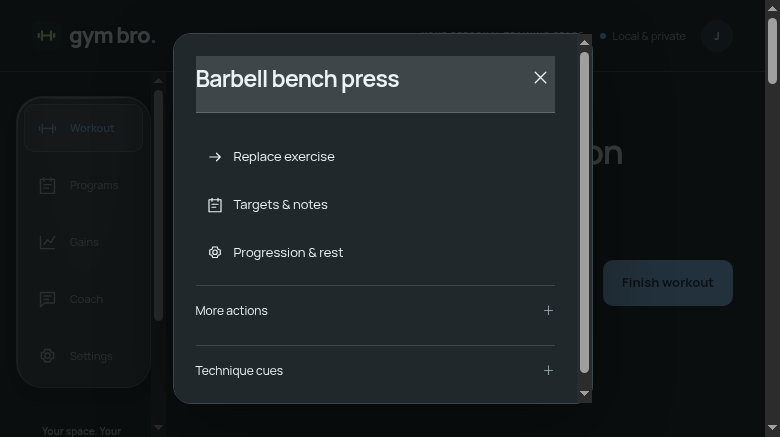 gym bro.
Local & private
J
Workout
Programs
Gains
Coach
Settings
Your space. Your
on
Finish workout
Barbell bench press
Replace exercise
Targets & notes
Progression & rest
More actions
Technique cues